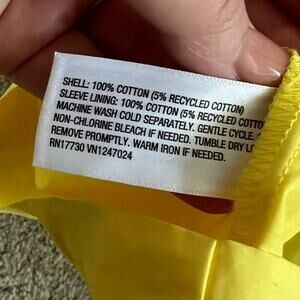 SHELL: 100% COTTON (5% RECYCLED COTTON)
SLEEVE LINING: 100% COTTON (5% RECYCLED
MACHINE WASH COLD SEPARATELY. GENTLE CYCLE.
NON-CHLORINE BLEACH IF NEEDED. TUMBLE DRY
REMOVE PROMPTLY. WARM IRON IF NEEDED.
RN17730 VN1247024